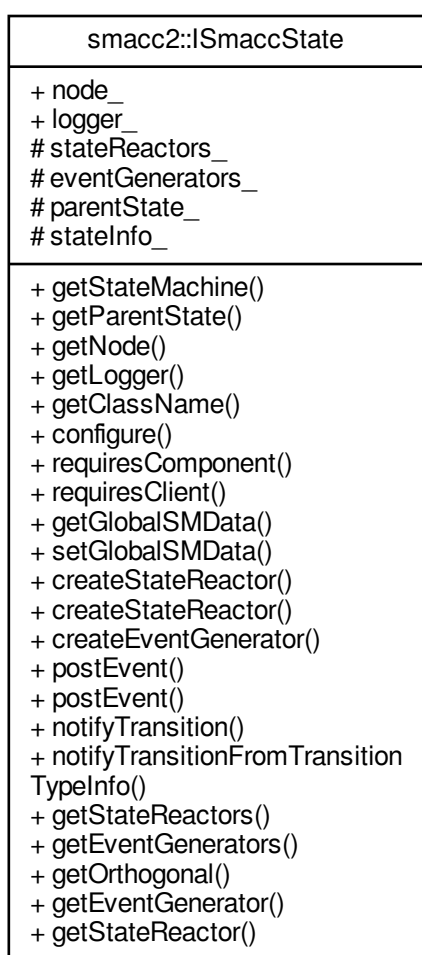 smacc2::ISmaccState
+ node_
+ logger_
# stateReactors_
# eventGenerators_
# parentState_
# stateInfo_
+ getStateMachine()
+ getParentState()
+ getNode()
+ getLogger()
+ getClassName()
+ configure()
+ requiresComponent()
+ requiresClient()
+ getGlobalSMData()
+ setGlobalSMData()
+ createStateReactor()
+ createStateReactor()
+ createEventGenerator()
+ postEvent()
+ postEvent()
+ notifyTransition()
+ notifyTransitionFromTransition
TypeInfo()
+ getStateReactors()
+ getEventGenerators()
+ getOrthogonal()
+ getEventGenerator()
+ getStateReactor()